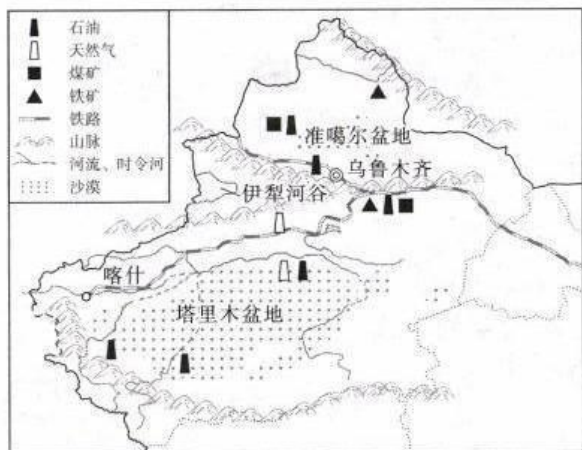 石油
天然气
煤矿
铁矿
铁路
山脉
河流、时令河
沙漠
准噶尔盆地
乌鲁木齐
伊犁河谷
喀什
塔里木盆地